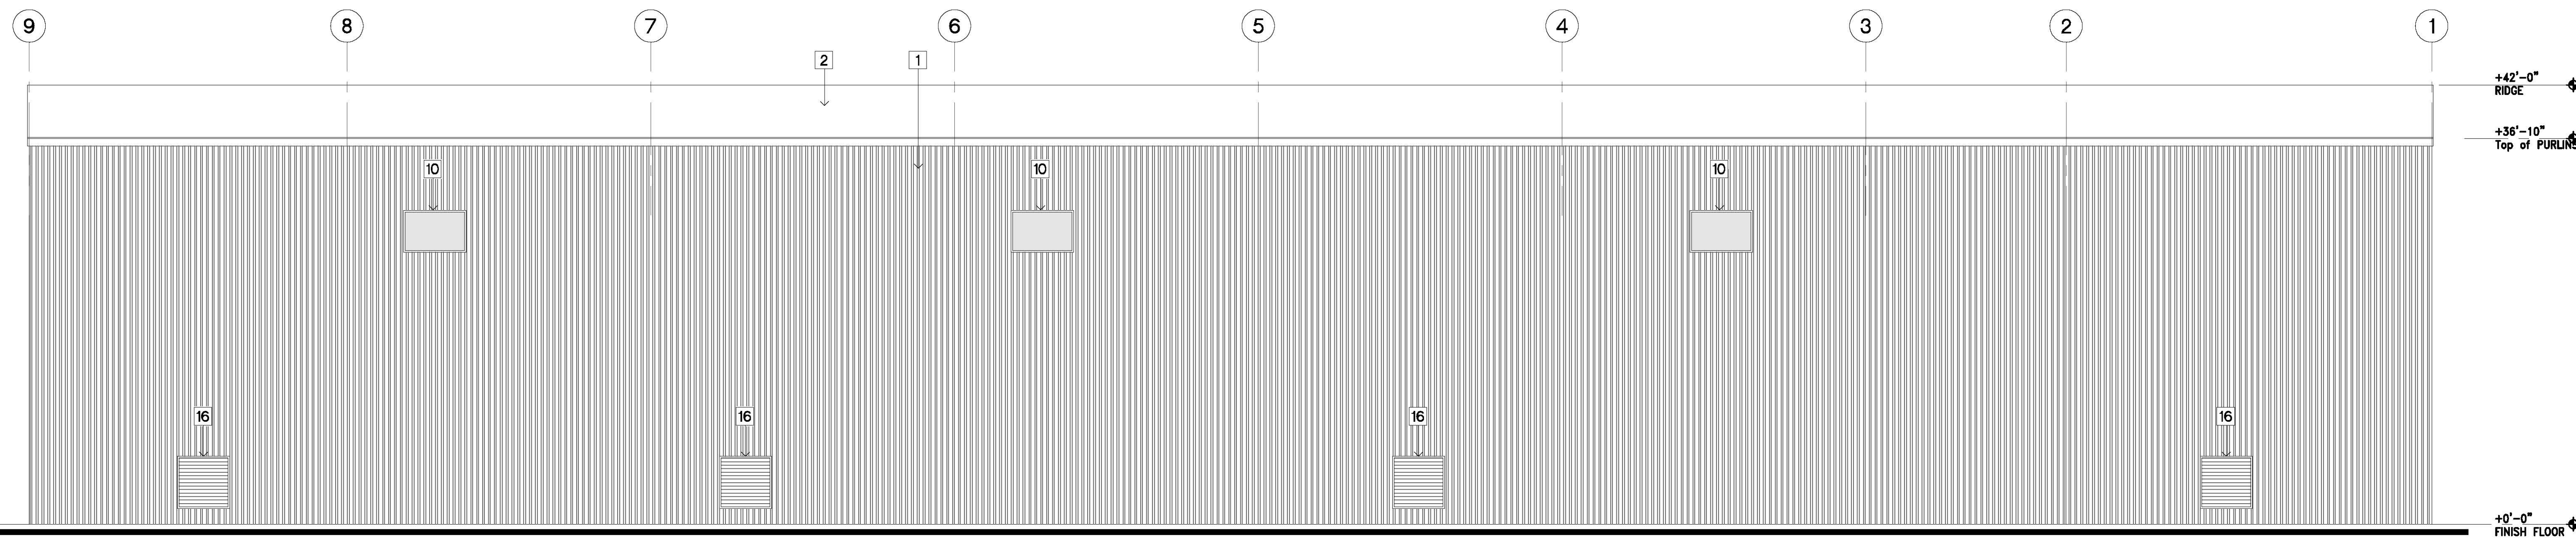 9 8 7 6 5 4 3 2 1
2 1
+42'-0"
RIDGE
+36'-10"
Top of PURLINS
10 10 10
16 16 16 16
+0'-0"
FINISH FLOOR